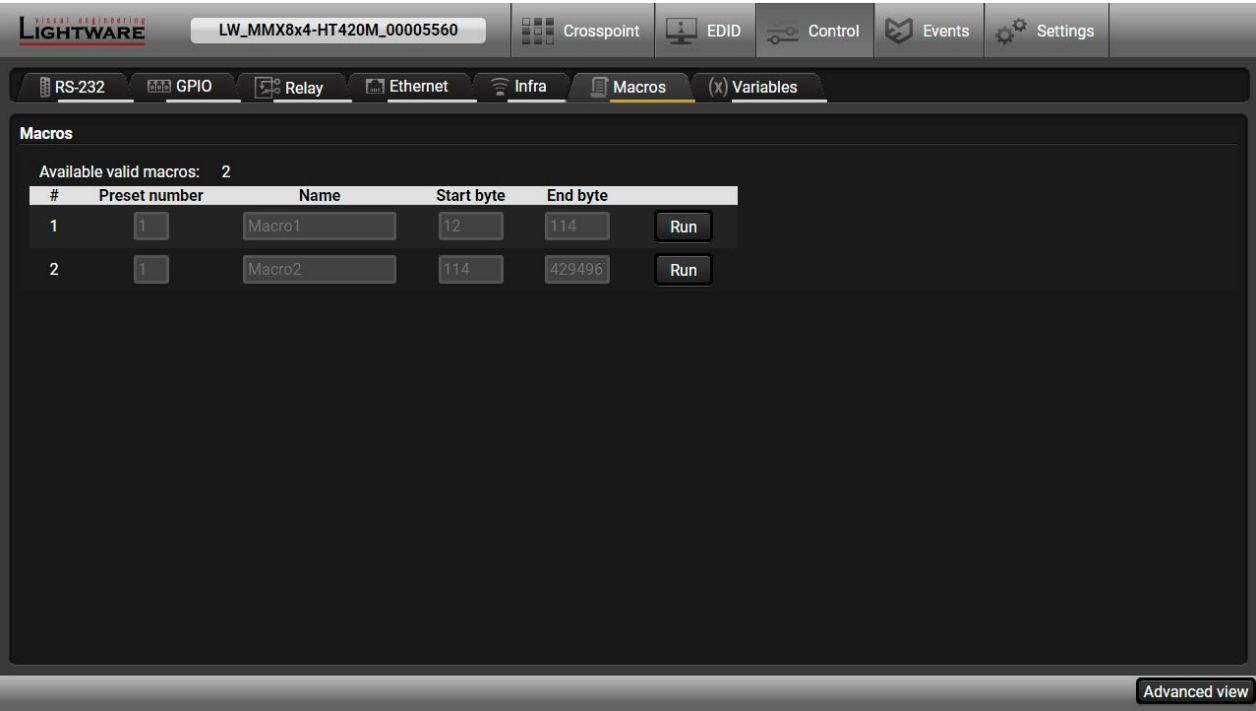 visual engineering
LIGHTWARE
LW_MMX8x4-HT420M_00005560
Crosspoint
EDID
Control
Events
Settings
RS-232
GPIO
Relay
Ethernet
Infra
Macros
(x) Variables
Macros
Available valid macros: 2
# Preset number Name Start byte End byte
1 1 Macro1 12 114 Run
2 1 Macro2 114 429496 Run
Advanced view